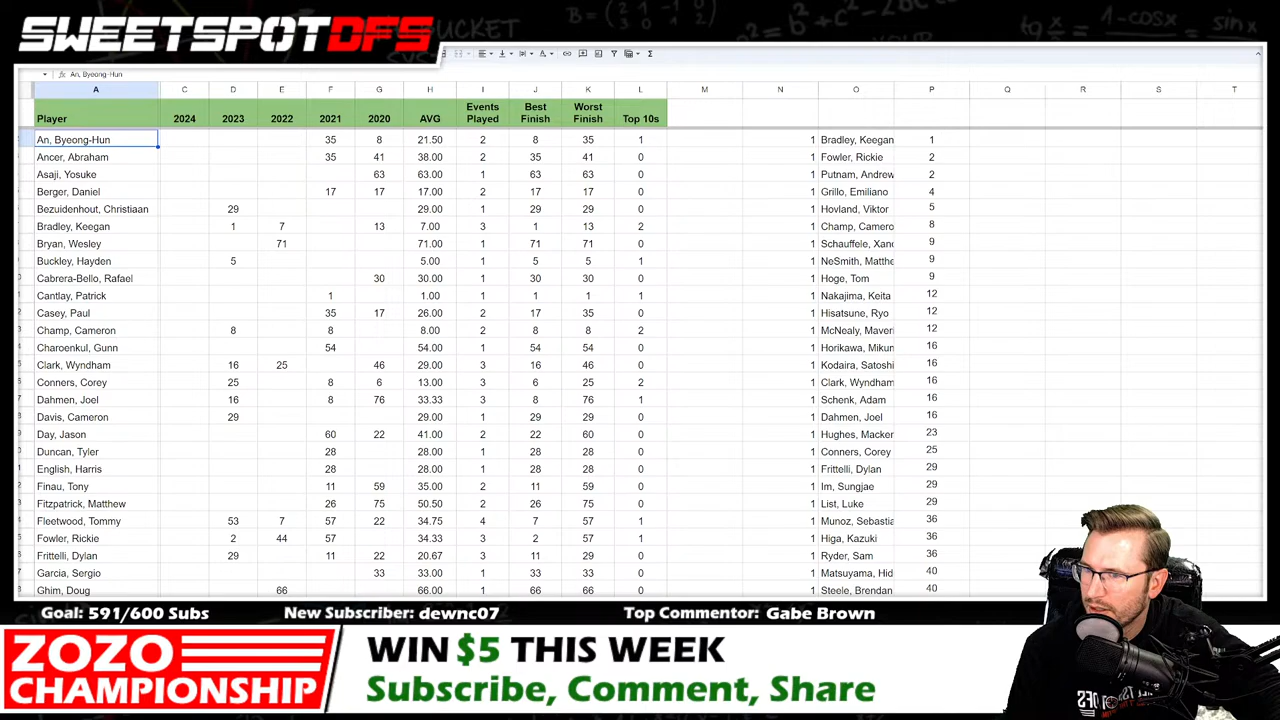 SWEETSPOTDFS
An, Byeong-Hun
A C D E F G H I J K L M N O P Q R S T
Player 2024 2023 2022 2021 2020 AVG Events Played Best Finish Worst Finish Top 10s
An, Byeong-Hun 35 8 21.50 2 8 35 1 1 Bradley, Keegan 1
Ancer, Abraham 35 41 38.00 2 35 41 0 1 Fowler, Rickie 2
Asaji, Yosuke 63 63.00 1 63 63 0 1 Putnam, Andrew 2
Berger, Daniel 17 17 17.00 2 17 17 0 1 Grillo, Emiliano 4
Bezuidenhout, Christiaan 29 29.00 1 29 29 0 1 Hovland, Viktor 5
Bradley, Keegan 1 7 13 7.00 3 1 13 2 1 Champ, Camero 8
Bryan, Wesley 71 71.00 1 71 71 0 1 Schauffele, Xand 9
Buckley, Hayden 5 5.00 1 5 5 1 1 NeSmith, Matthe 9
Cabrera-Bello, Rafael 30 30.00 1 30 30 0 1 Hoge, Tom 9
Cantlay, Patrick 1 1.00 1 1 1 1 1 Nakajima, Keita 12
Casey, Paul 35 17 26.00 2 17 35 0 1 Hisatsune, Ryo 12
Champ, Cameron 8 8 8.00 2 8 8 2 1 McNealy, Maveri 12
Charoenkul, Gunn 54 54.00 1 54 54 0 1 Horikawa, Mikun 16
Clark, Wyndham 16 25 46 29.00 3 16 46 0 1 Kodaira, Satoshi 16
Conners, Corey 25 8 6 13.00 3 6 25 2 1 Clark, Wyndham 16
Dahmen, Joel 16 8 76 33.33 3 8 76 1 1 Schenk, Adam 16
Davis, Cameron 29 29.00 1 29 29 0 1 Dahmen, Joel 16
Day, Jason 60 22 41.00 2 22 60 0 1 Hughes, Macken 23
Duncan, Tyler 28 28.00 1 28 28 0 1 Conners, Corey 25
English, Harris 28 28.00 1 28 28 0 1 Frittelli, Dylan 29
Finau, Tony 11 59 35.00 2 11 59 0 1 Im, Sungjae 29
Fitzpatrick, Matthew 26 75 50.50 2 26 75 0 1 List, Luke 29
Fleetwood, Tommy 53 7 57 22 34.75 4 7 57 1 1 Munoz, Sebastia 36
Fowler, Rickie 2 44 57 34.33 3 2 57 1 1 Higa, Kazuki 36
Frittelli, Dylan 29 11 22 20.67 3 11 29 0 1 Ryder, Sam 36
Garcia, Sergio 33 33.00 1 33 33 0 1 Matsuyama, Hid 40
Ghim, Doug 66 66.00 1 66 66 0 1 Steele, Brendan 40
Goal: 591/600 Subs New Subscriber: dewnc07 Top Commentor: Gabe Brown
ZOZO
CHAMPIONSHIP
WIN $5 THIS WEEK
Subscribe, Comment, Share